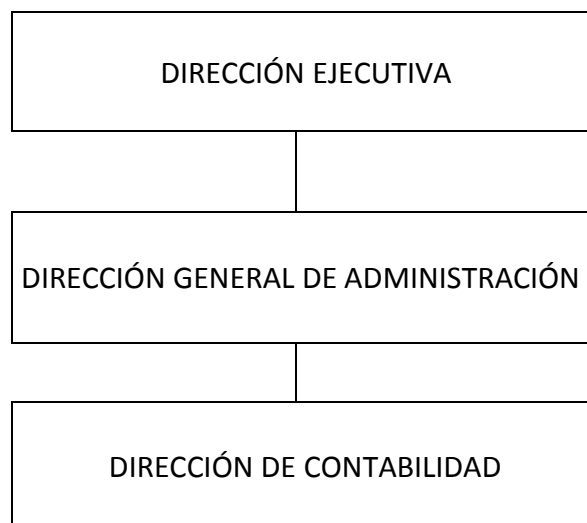 DIRECCIÓN EJECUTIVA
DIRECCIÓN GENERAL DE ADMINISTRACIÓN
DIRECCIÓN DE CONTABILIDAD